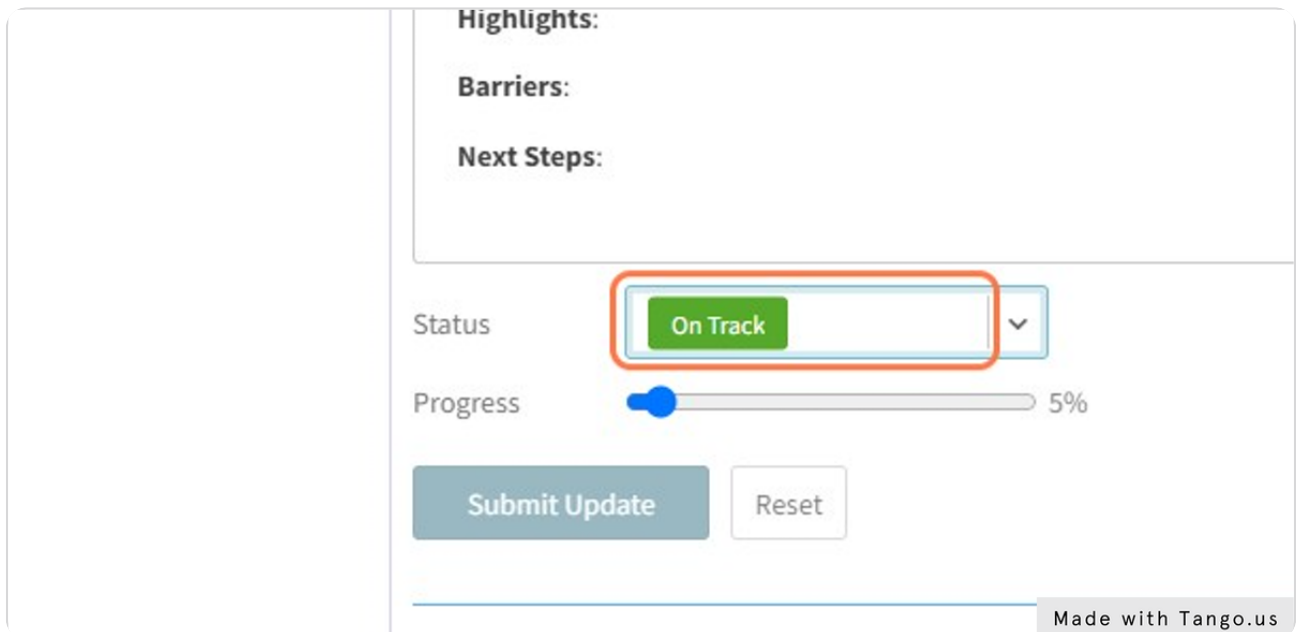 Highlights:
Barriers:
Next Steps:
Status
On Track
Progress
5%
Submit Update
Reset
Made with Tango.us